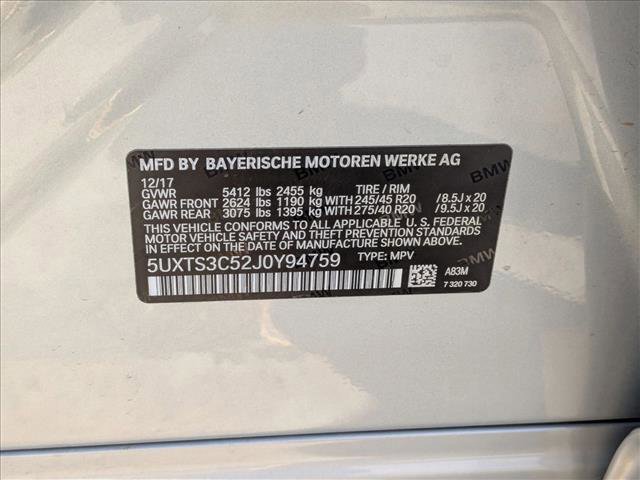 MFD BY BAYERISCHE MOTOREN WERKE AG
12/17
GVWR 5412 lbs 2455 kg TIRE / RIM
GAWR FRONT 2624 lbs 1190 kg WITH 245/45 R20 /8.5J x 20
GAWR REAR 3075 lbs 1395 kg WITH 275/40 R20 /9.5J x 20
THIS VEHICLE CONFORMS TO ALL APPLICABLE U. S. FEDERAL
MOTOR VEHICLE SAFETY, BUMPER, AND THEFT PREVENTION
STANDARDS IN EFFECT ON THE DATE OF MANUFACTURE SHOWN ABOVE.
5UXTS3C52J0Y94759 TYPE: MPV
A83M
7 320 730